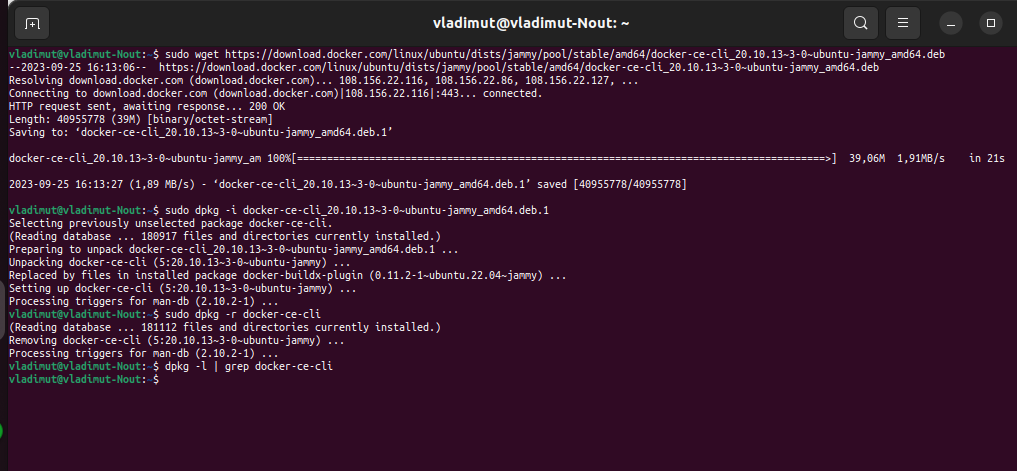 vladimut@vladimut-Nout: ~
vladimut@vladimut-Nout:~$ sudo wget https://download.docker.com/linux/ubuntu/dists/jammy/pool/stable/amd64/docker-ce-cli_20.10.13~3-0~ubuntu-jammy_amd64.deb
--2023-09-25 16:13:06--  https://download.docker.com/linux/ubuntu/dists/jammy/pool/stable/amd64/docker-ce-cli_20.10.13~3-0~ubuntu-jammy_amd64.deb
Resolving download.docker.com (download.docker.com)... 108.156.22.116, 108.156.22.86, 108.156.22.127, ...
Connecting to download.docker.com (download.docker.com)|108.156.22.116|:443... connected.
HTTP request sent, awaiting response... 200 OK
Length: 40955778 (39M) [binary/octet-stream]
Saving to: ‘docker-ce-cli_20.10.13~3-0~ubuntu-jammy_amd64.deb.1’
docker-ce-cli_20.10.13~3-0~ubuntu-jammy_am 100%[========================================================================================>]  39,06M  1,91MB/s    in 21s
2023-09-25 16:13:27 (1,89 MB/s) - ‘docker-ce-cli_20.10.13~3-0~ubuntu-jammy_amd64.deb.1’ saved [40955778/40955778]
vladimut@vladimut-Nout:~$ sudo dpkg -i docker-ce-cli_20.10.13~3-0~ubuntu-jammy_amd64.deb.1
Selecting previously unselected package docker-ce-cli.
(Reading database ... 180917 files and directories currently installed.)
Preparing to unpack docker-ce-cli_20.10.13~3-0~ubuntu-jammy_amd64.deb.1 ...
Unpacking docker-ce-cli (5:20.10.13~3-0~ubuntu-jammy) ...
Replaced by files in installed package docker-buildx-plugin (0.11.2-1~ubuntu.22.04~jammy) ...
Setting up docker-ce-cli (5:20.10.13~3-0~ubuntu-jammy) ...
Processing triggers for man-db (2.10.2-1) ...
vladimut@vladimut-Nout:~$ sudo dpkg -r docker-ce-cli
(Reading database ... 181112 files and directories currently installed.)
Removing docker-ce-cli (5:20.10.13~3-0~ubuntu-jammy) ...
Processing triggers for man-db (2.10.2-1) ...
vladimut@vladimut-Nout:~$ dpkg -l | grep docker-ce-cli
vladimut@vladimut-Nout:~$